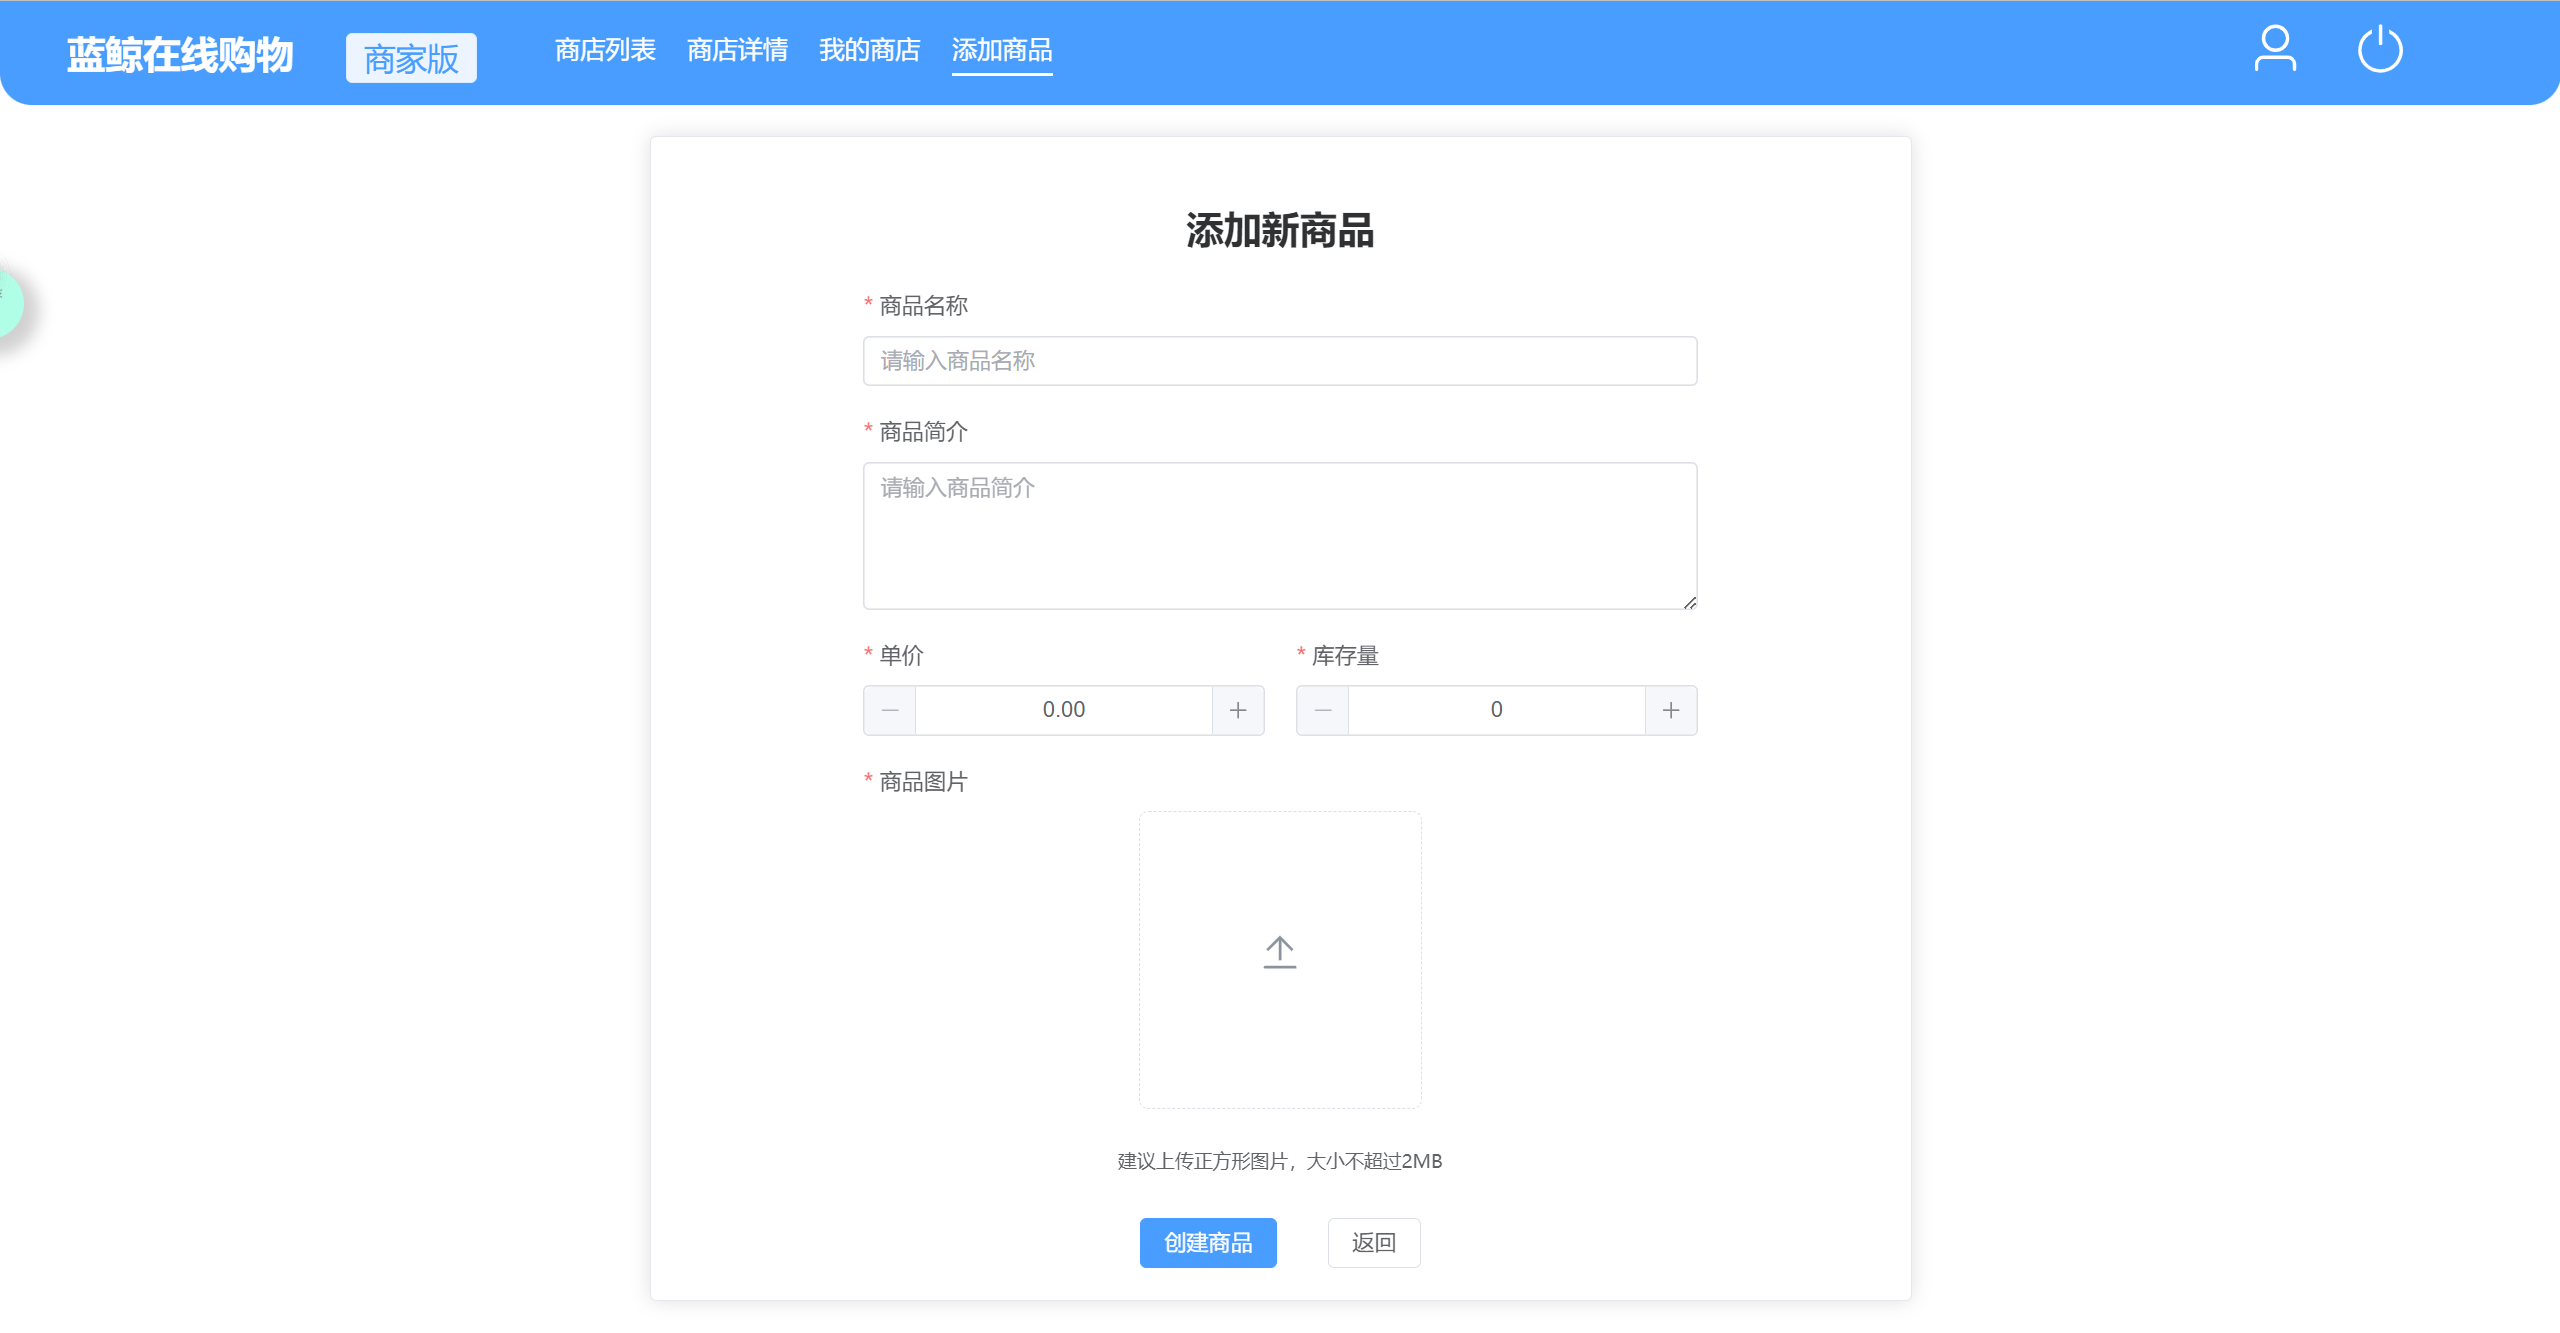 蓝鲸在线购物 商家版 商店列表 商店详情 我的商店 添加商品
添加新商品
* 商品名称
请输入商品名称
* 商品简介
请输入商品简介
* 单价 * 库存量
0.00 0
* 商品图片
建议上传正方形图片，大小不超过2MB
创建商品 返回